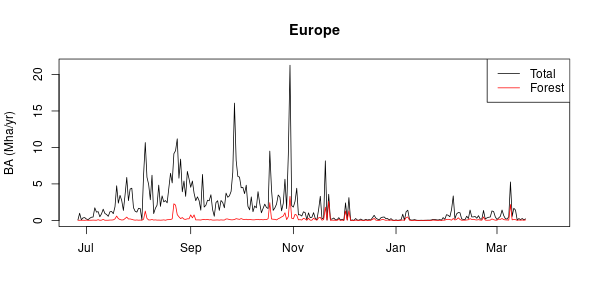 Europe
Total
Forest
BA (Mha/yr)
20
15
10
5
0
Jul Sep Nov Jan Mar